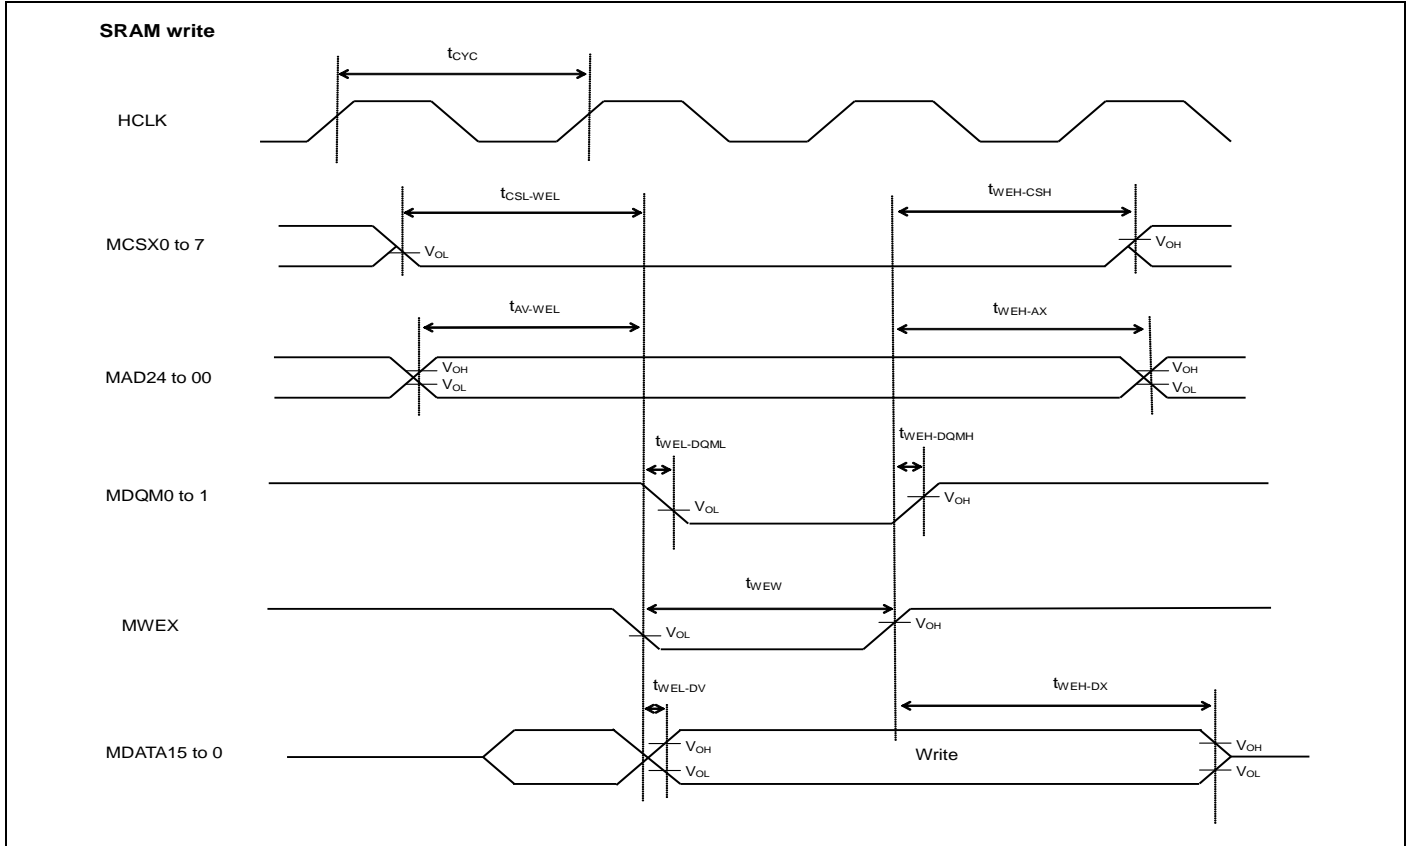 SRAM write
tCYC
HCLK
tCSL-WEL
tWEH-CSH
MCSX0 to 7
VOL
VOH
tAV-WEL
tWEH-AX
MAD24 to 00
VOH
VOL
VOH
VOL
tWEL-DQML
tWEH-DQMH
MDQM0 to 1
VOL
VOH
tWEW
MWEX
VOL
VOH
tWEL-DV
tWEH-DX
MDATA15 to 0
VOH
VOL
Write
VOH
VOL